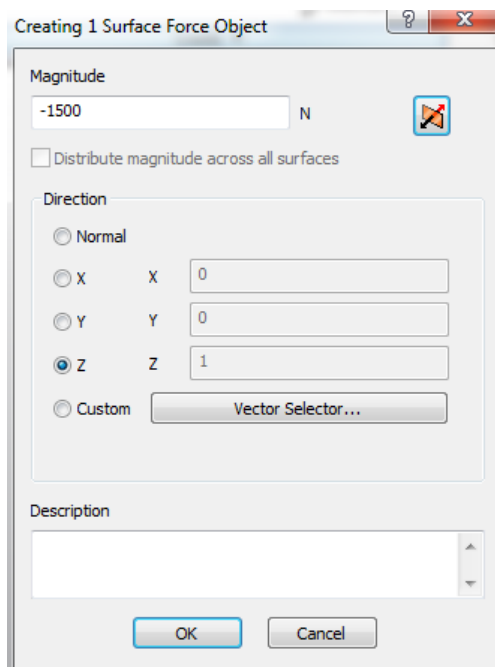 Creating 1 Surface Force Object
Magnitude
-1500 N
Distribute magnitude across all surfaces
Direction
Normal
X X 0
Y Y 0
Z Z 1
Custom Vector Selector...
Description
OK Cancel